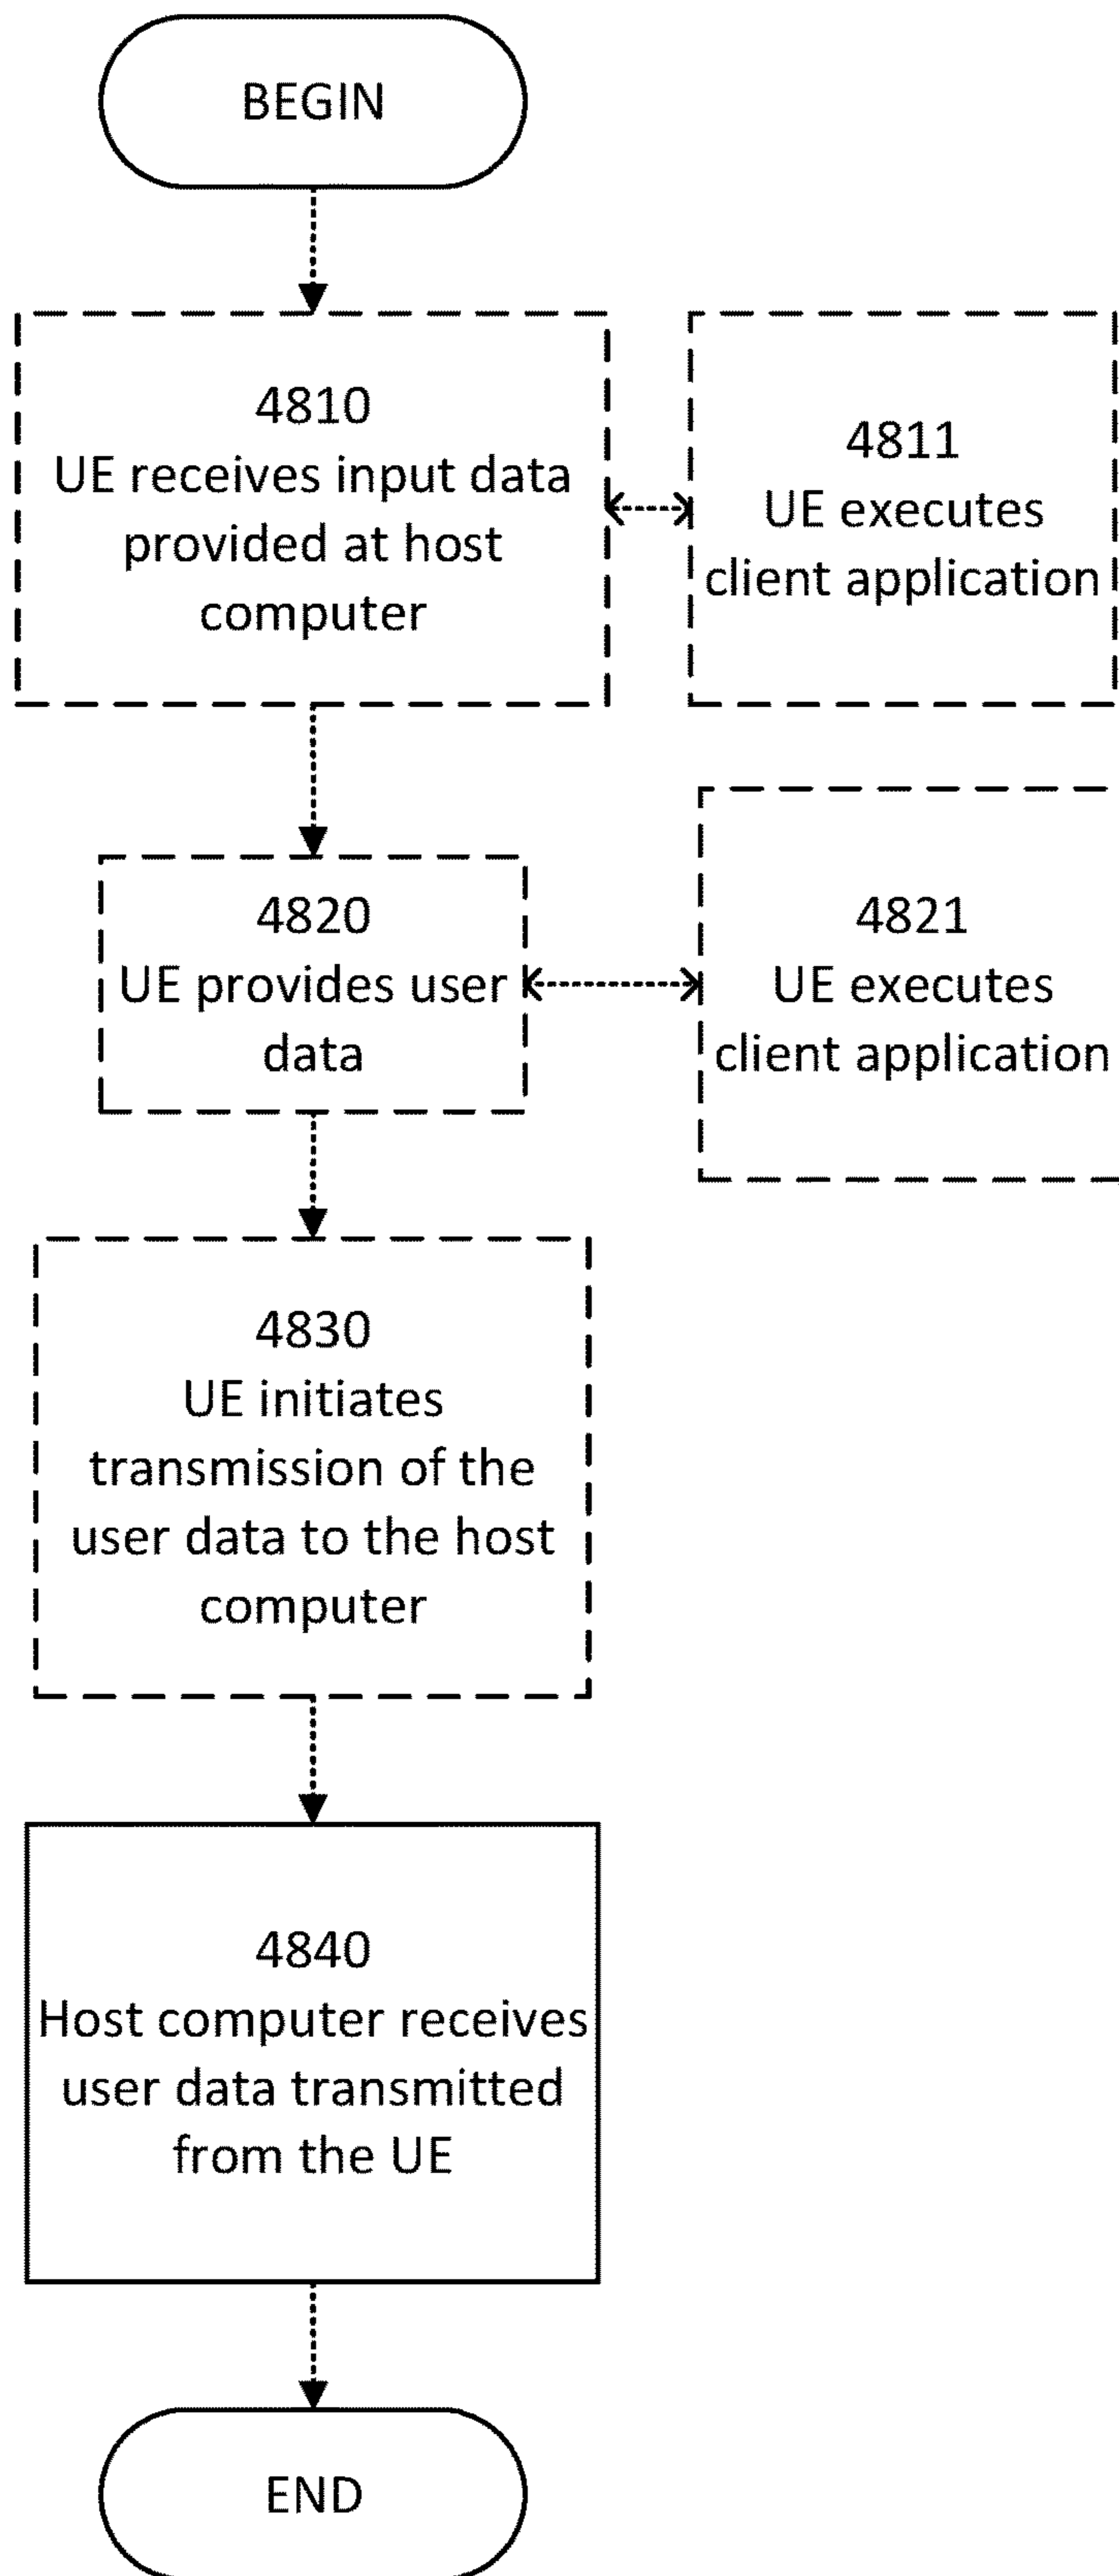 BEGIN
4810
UE receives input data
provided at host
computer
4811
UE executes
client application
4820
UE provides user
data
4821
UE executes
client application
4830
UE initiates
transmission of the
user data to the host
computer
4840
Host computer receives
user data transmitted
from the UE
END